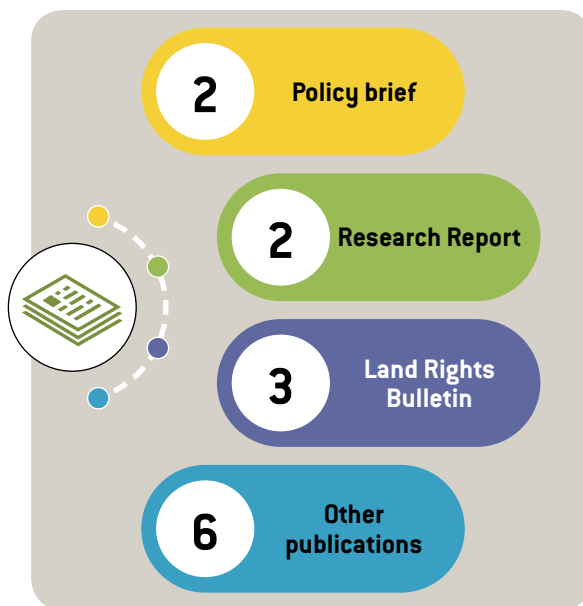 2
Policy brief
2
Research Report
3
Land Rights
Bulletin
6
Other
publications